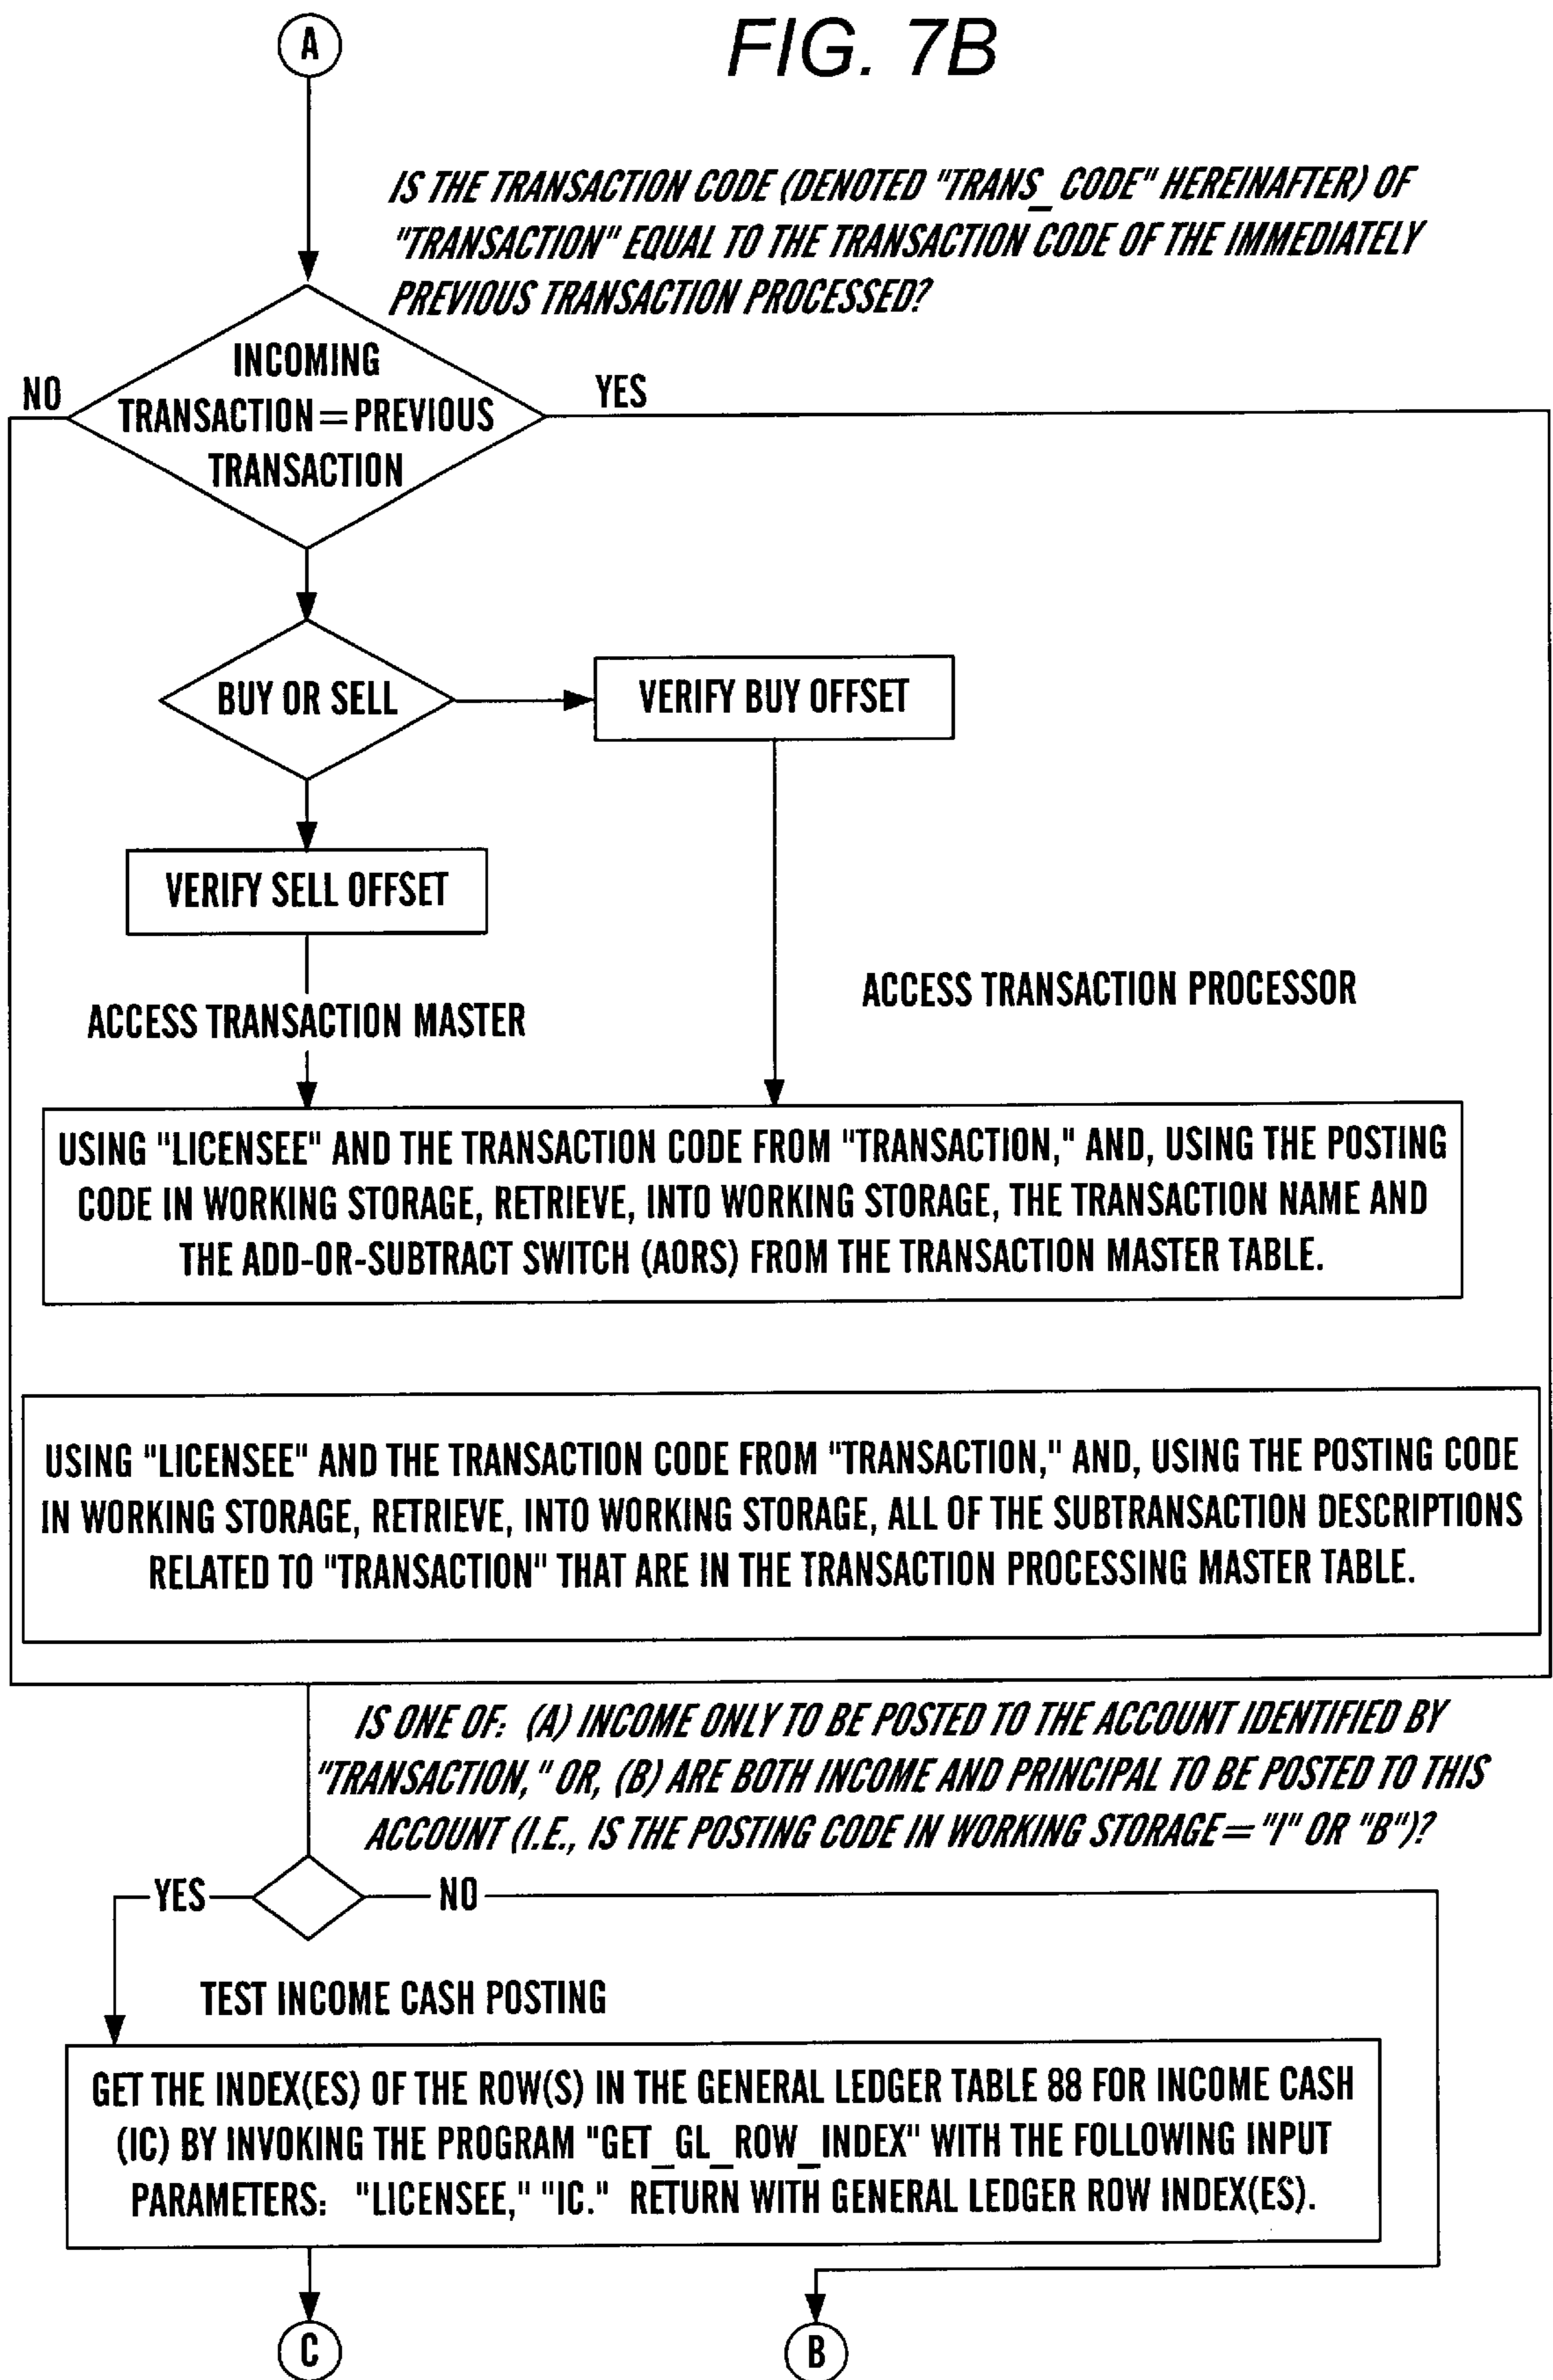 A
FIG. 7B
IS THE TRANSACTION CODE (DENOTED "TRANS_CODE" HEREINAFTER) OF
"TRANSACTION" EQUAL TO THE TRANSACTION CODE OF THE IMMEDIATELY
PREVIOUS TRANSACTION PROCESSED?
NO
INCOMING
TRANSACTION=PREVIOUS
TRANSACTION
YES
BUY OR SELL
VERIFY BUY OFFSET
VERIFY SELL OFFSET
ACCESS TRANSACTION MASTER
ACCESS TRANSACTION PROCESSOR
USING "LICENSEE" AND THE TRANSACTION CODE FROM "TRANSACTION," AND, USING THE POSTING
CODE IN WORKING STORAGE, RETRIEVE, INTO WORKING STORAGE, THE TRANSACTION NAME AND
THE ADD-OR-SUBTRACT SWITCH (AORS) FROM THE TRANSACTION MASTER TABLE.
USING "LICENSEE" AND THE TRANSACTION CODE FROM "TRANSACTION," AND, USING THE POSTING CODE
IN WORKING STORAGE, RETRIEVE, INTO WORKING STORAGE, ALL OF THE SUBTRANSACTION DESCRIPTIONS
RELATED TO "TRANSACTION" THAT ARE IN THE TRANSACTION PROCESSING MASTER TABLE.
IS ONE OF: (A) INCOME ONLY TO BE POSTED TO THE ACCOUNT IDENTIFIED BY
"TRANSACTION," OR, (B) ARE BOTH INCOME AND PRINCIPAL TO BE POSTED TO THIS
ACCOUNT (I.E., IS THE POSTING CODE IN WORKING STORAGE= "I" OR "B")?
YES
NO
TEST INCOME CASH POSTING
GET THE INDEX(ES) OF THE ROW(S) IN THE GENERAL LEDGER TABLE 88 FOR INCOME CASH
(IC) BY INVOKING THE PROGRAM "GET_GL_ROW_INDEX" WITH THE FOLLOWING INPUT
PARAMETERS: "LICENSEE," "IC." RETURN WITH GENERAL LEDGER ROW INDEX(ES).
C
B